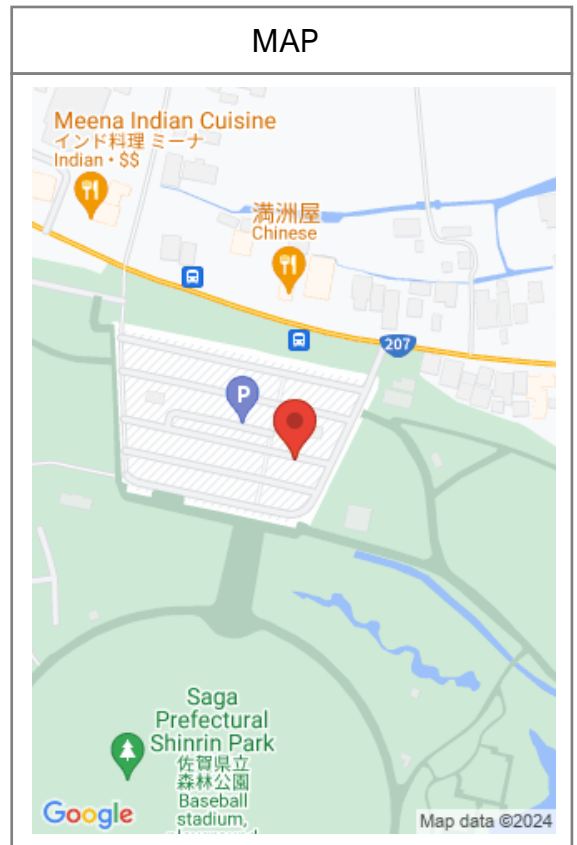 MAP
Meena Indian Cuisine
インド料理 ミーナ
Indian • $$
満洲屋
Chinese
207
P
Saga
Prefectural
Shinrin Park
佐賀県立
森林公園
Baseball
stadium,
Google
Map data ©2024